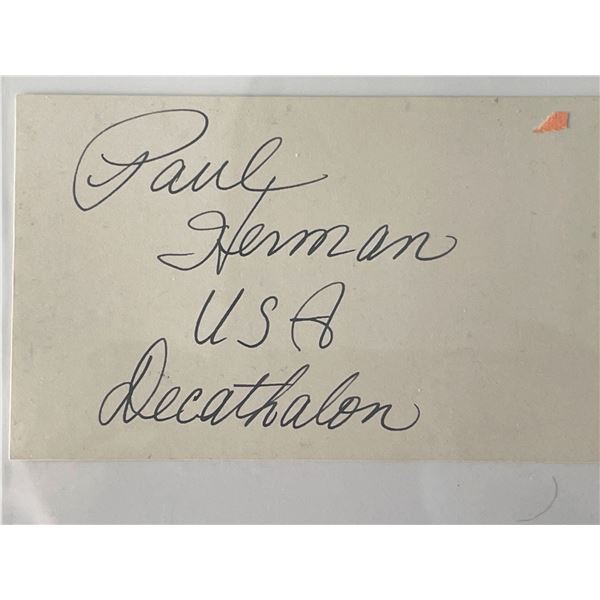 Paul
Herman
USA
Decathalon